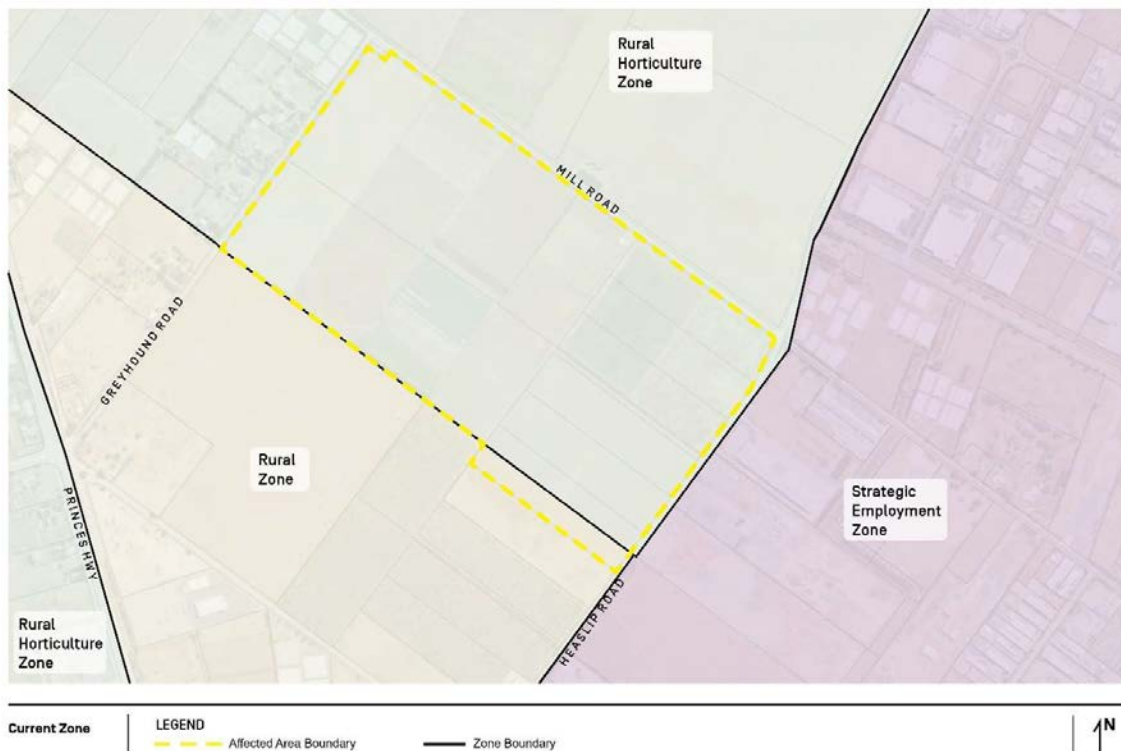 Rural
Horticulture
Zone
MILL ROAD
GREYHOUND ROAD
Rural
Zone
PRINCES HWY
Strategic
Employment
Zone
HEASLIP ROAD
Rural
Horticulture
Zone
Current Zone
LEGEND
Affected Area Boundary
Zone Boundary
N